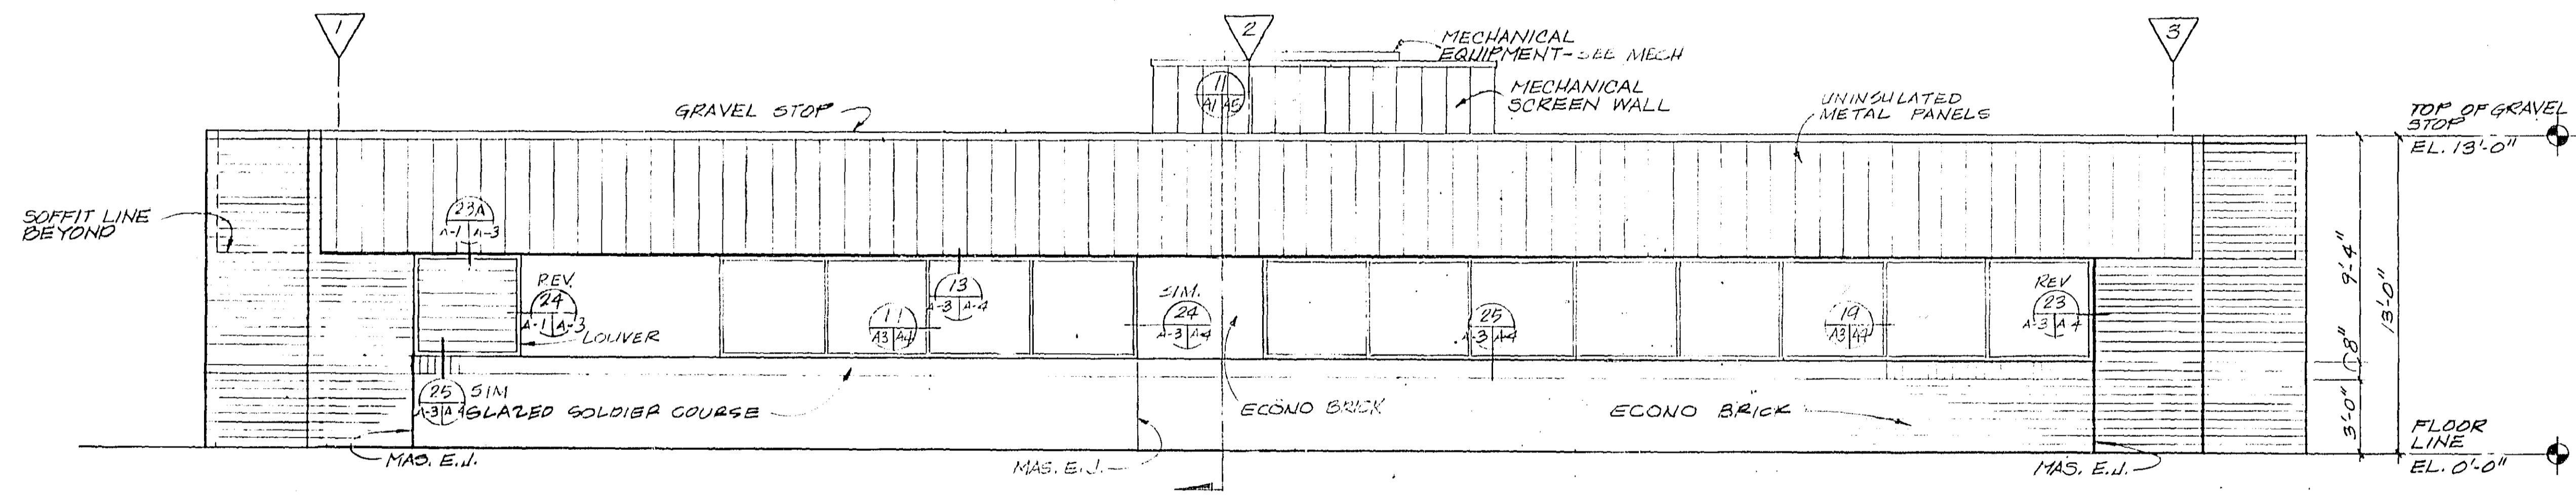 1
2
3
MECHANICAL
EQUIPMENT-SEE MECH
11
A1 A5
MECHANICAL
SCREEN WALL
GRAVEL STOP
UNINSULATED
METAL PANELS
TOP OF GRAVEL
STOP
EL. 13'-0"
SOFFIT LINE
BEYOND
23A
A-1 A-3
REV.
24
A-1 A-3
LOUVER
11
A3 A4
13
A-3 A-4
SIM.
24
A-3 A-4
25
A-3 A-4
19
A3 A4
REV
23
A-3 A-4
9'-4"
8"
3'-0"
13'-0"
25 SIM
A-3 A-4
GLAZED SOLDIER COURSE
ECONO BRICK
ECONO BRICK
MAS. E.J.
MAS. E.J.
MAS. E.J.
FLOOR
LINE
EL. 0'-0"